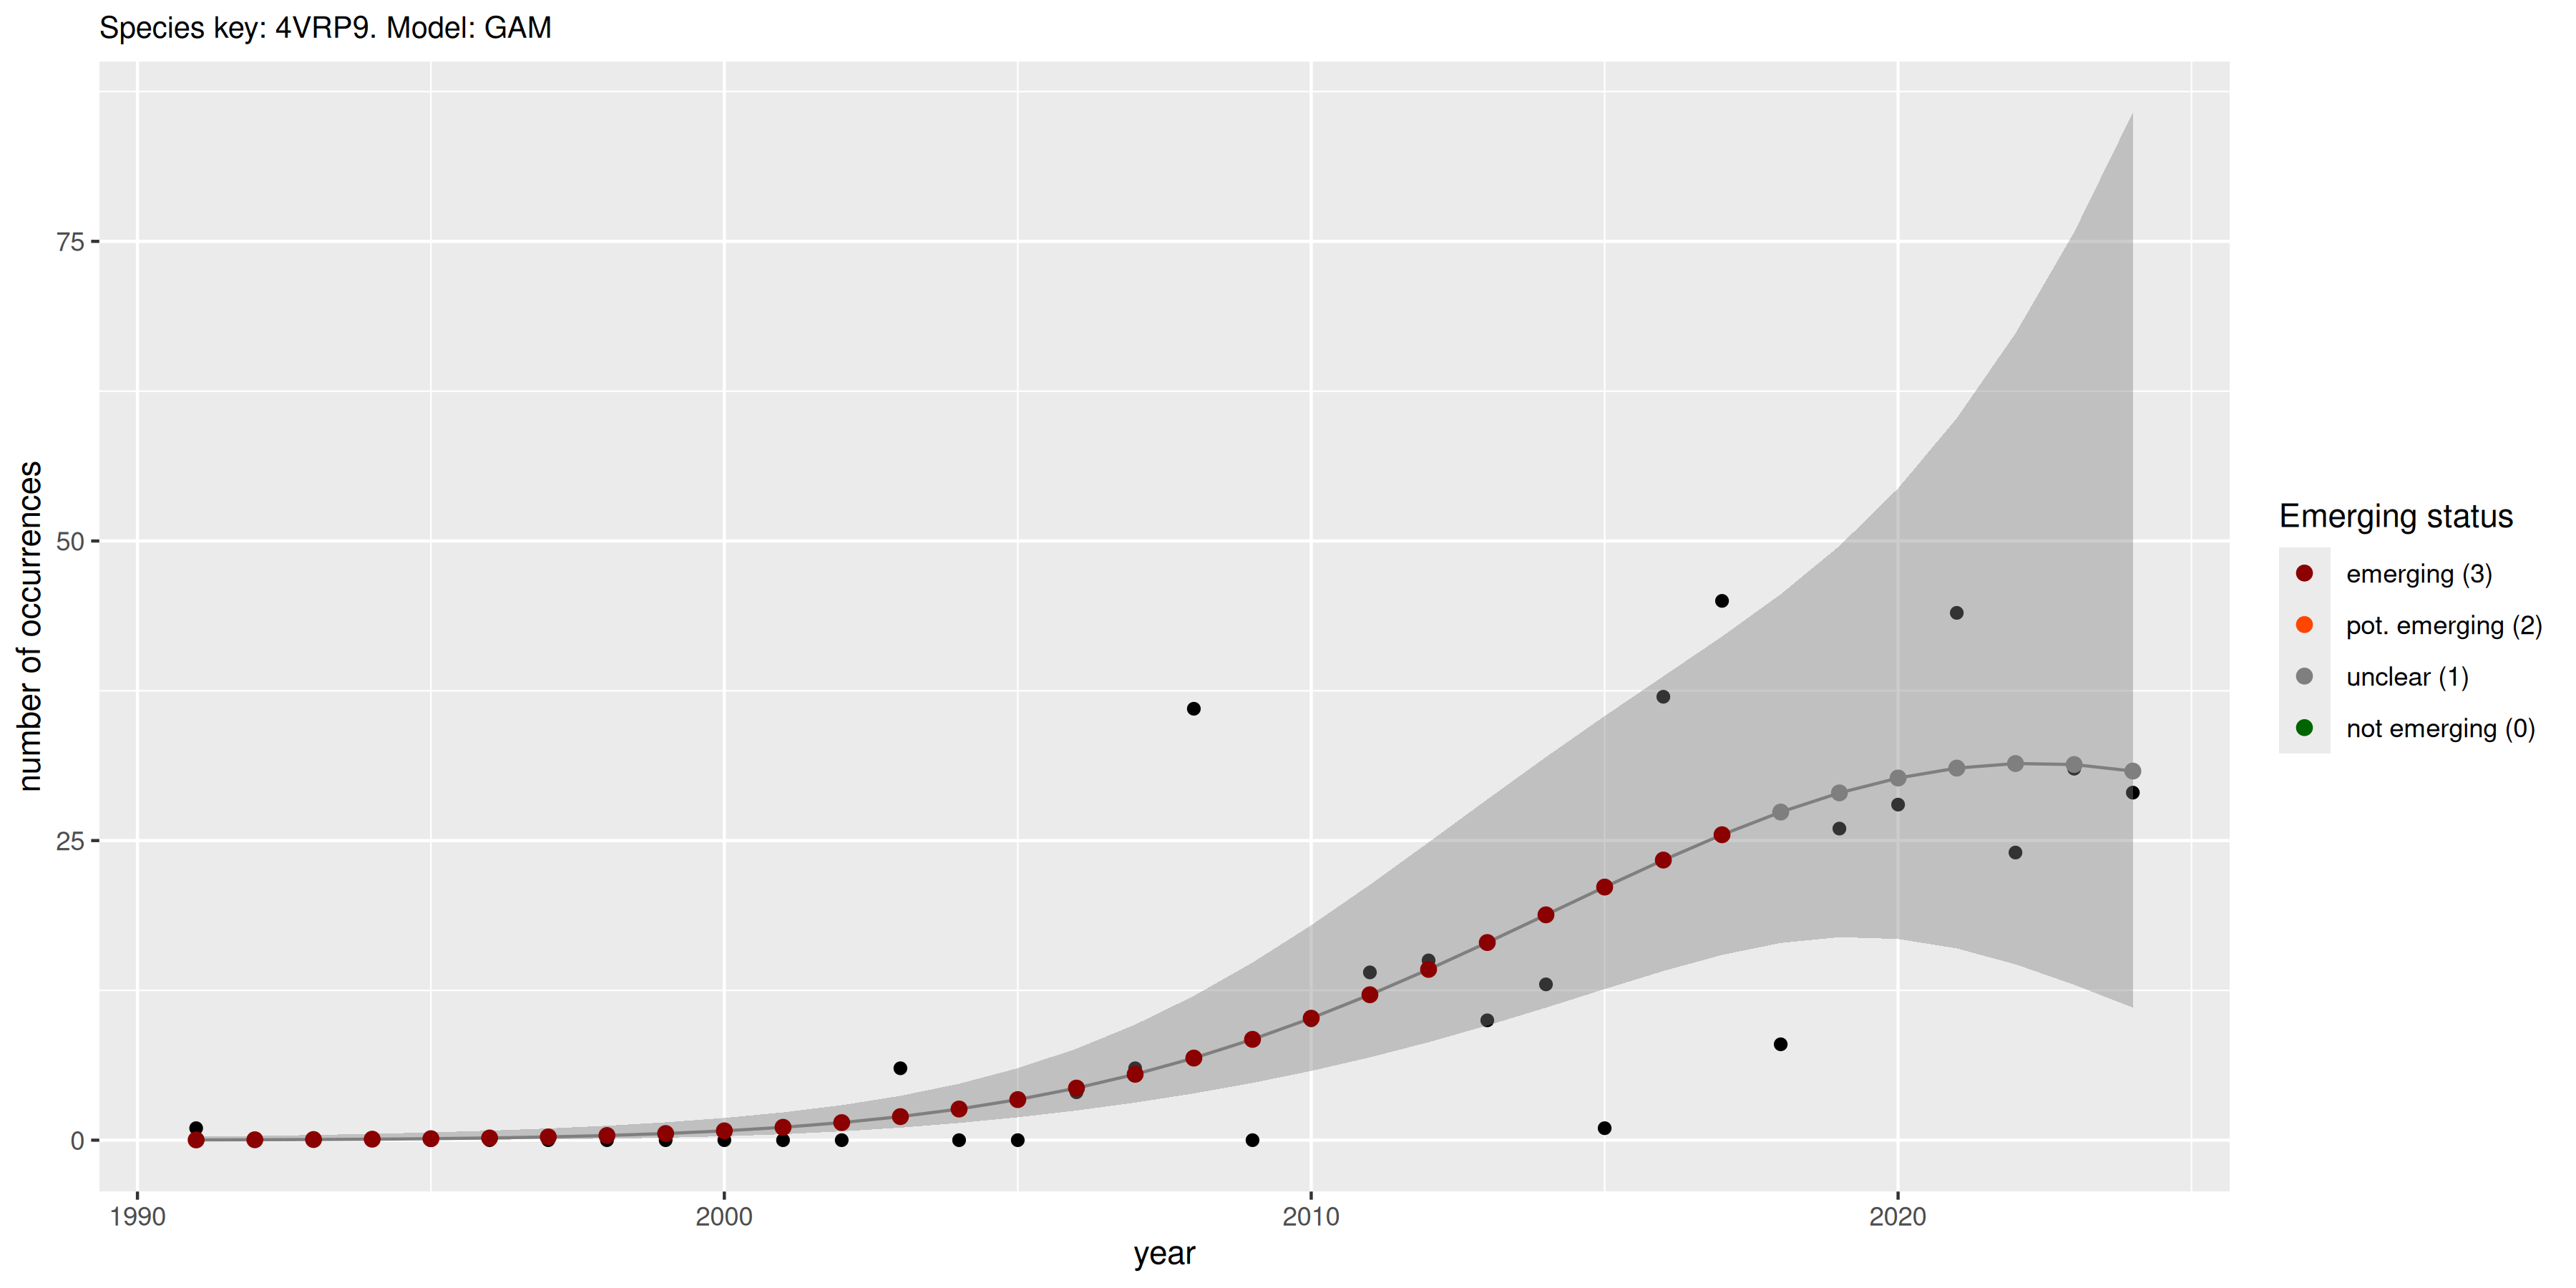 Species key: 4VRP9. Model: GAM
number of occurrences
75
50
25
0
1990
2000
2010
2020
year
Emerging status
emerging (3)
pot. emerging (2)
unclear (1)
not emerging (0)